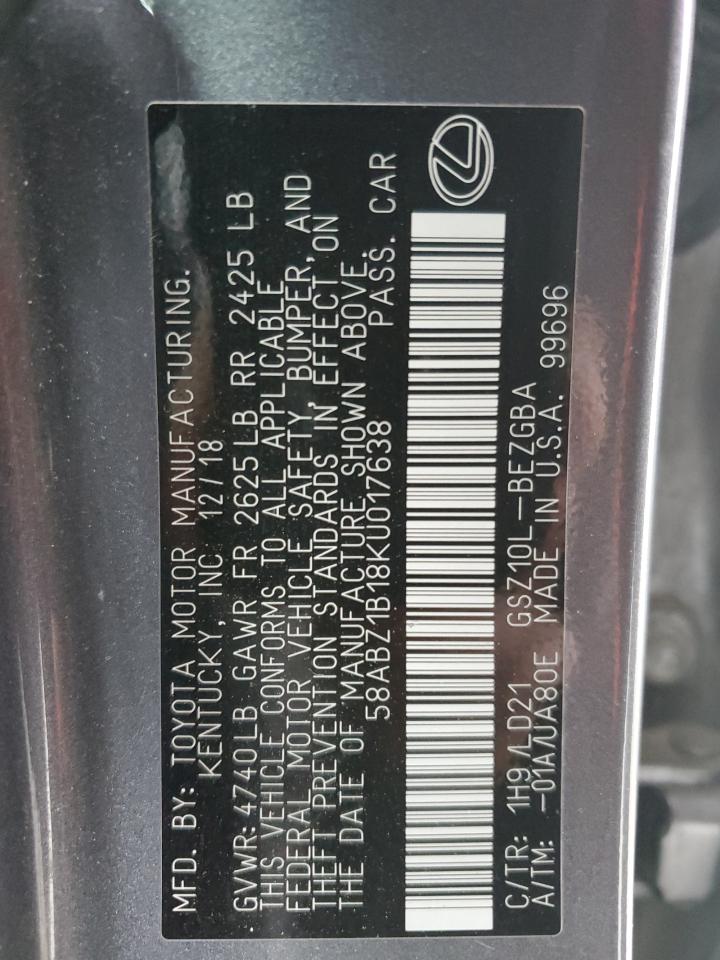 MFD. BY: TOYOTA MOTOR MANUFACTURING.
KENTUCKY, INC 12/18
GVWR: 4740LB GAWR FR 2625LB RR 2425 LB
THIS VEHICLE CONFORMS TO ALL APPLICABLE
FEDERAL MOTOR VEHICLE SAFETY, BUMPER, AND
THEFT PREVENTION STANDARDS IN EFFECT ON
THE DATE OF MANUFACTURE SHOWN ABOVE.
58ABZ1B18KU017638 PASS. CAR
C/TR: 1H9/LD21 GSZ10L-BEZGBA
A/TM: -01A/UA80E MADE IN U.S.A. 99696